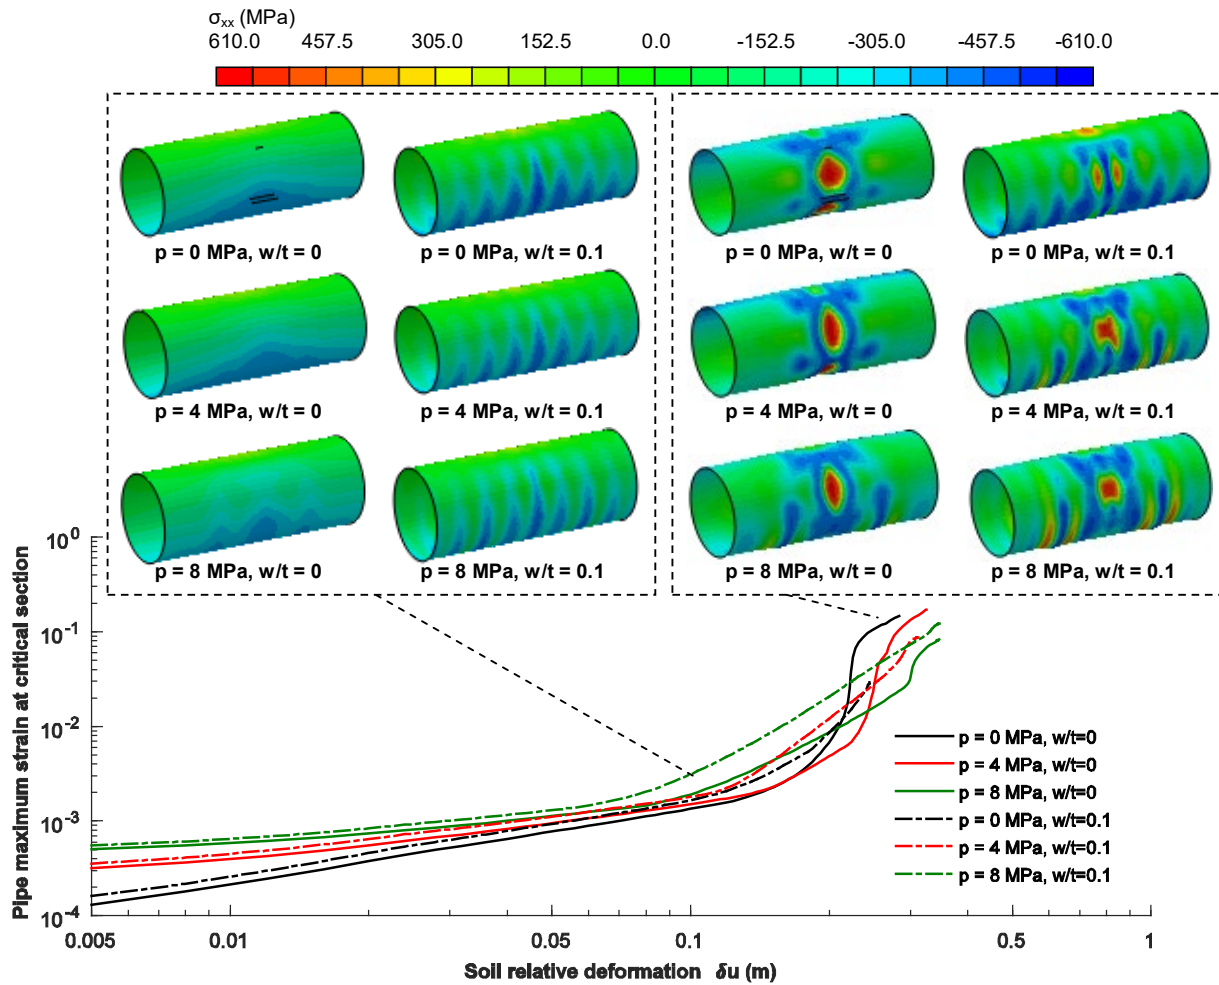 σxx (MPa)
610.0 457.5 305.0 152.5 0.0 -152.5 -305.0 -457.5 -610.0
p = 0 MPa, w/t = 0 p = 0 MPa, w/t = 0.1 p = 0 MPa, w/t = 0 p = 0 MPa, w/t = 0.1
p = 4 MPa, w/t = 0 p = 4 MPa, w/t = 0.1 p = 4 MPa, w/t = 0 p = 4 MPa, w/t = 0.1
p = 8 MPa, w/t = 0 p = 8 MPa, w/t = 0.1 p = 8 MPa, w/t = 0 p = 8 MPa, w/t = 0.1
Pipe maximum strain at critical section
10^0
10^-1
10^-2
10^-3
10^-4
p = 0 MPa, w/t=0
p = 4 MPa, w/t=0
p = 8 MPa, w/t=0
p = 0 MPa, w/t=0.1
p = 4 MPa, w/t=0.1
p = 8 MPa, w/t=0.1
0.005 0.01 0.05 0.1 0.5 1
Soil relative deformation δu (m)